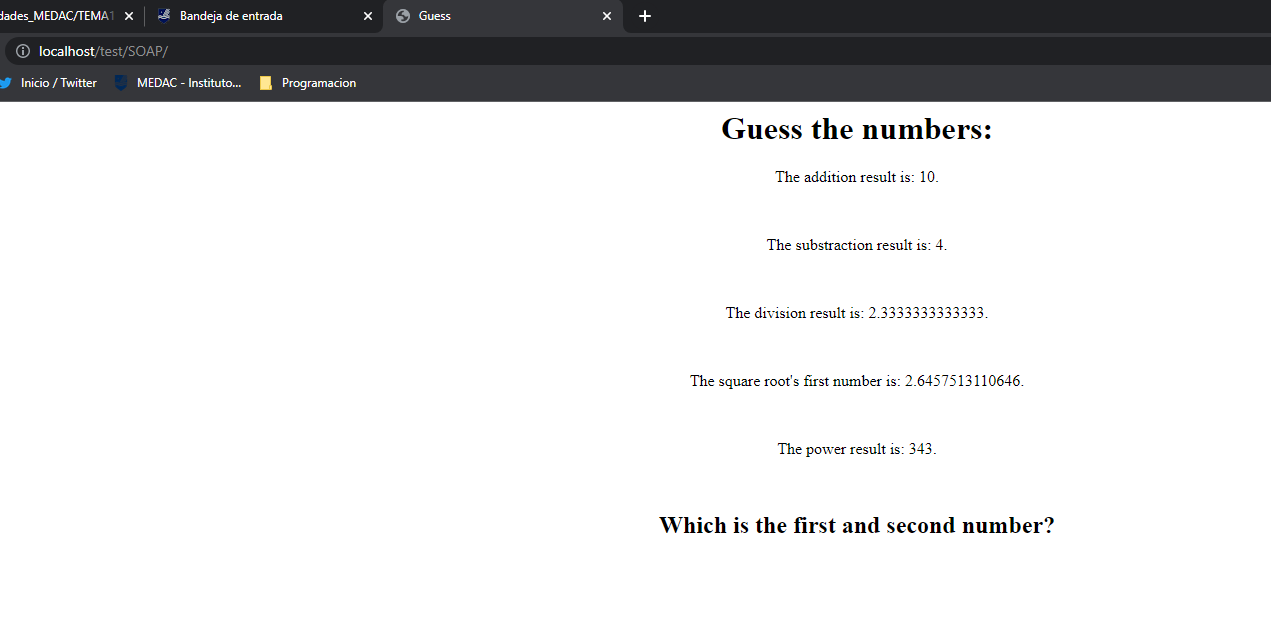 dades_MEDAC/TEMA1
Bandeja de entrada
Guess
localhost/test/SOAP/
Inicio / Twitter
MEDAC - Instituto...
Programacion
Guess the numbers:
The addition result is: 10.
The substraction result is: 4.
The division result is: 2.3333333333333.
The square root's first number is: 2.6457513110646.
The power result is: 343.
Which is the first and second number?